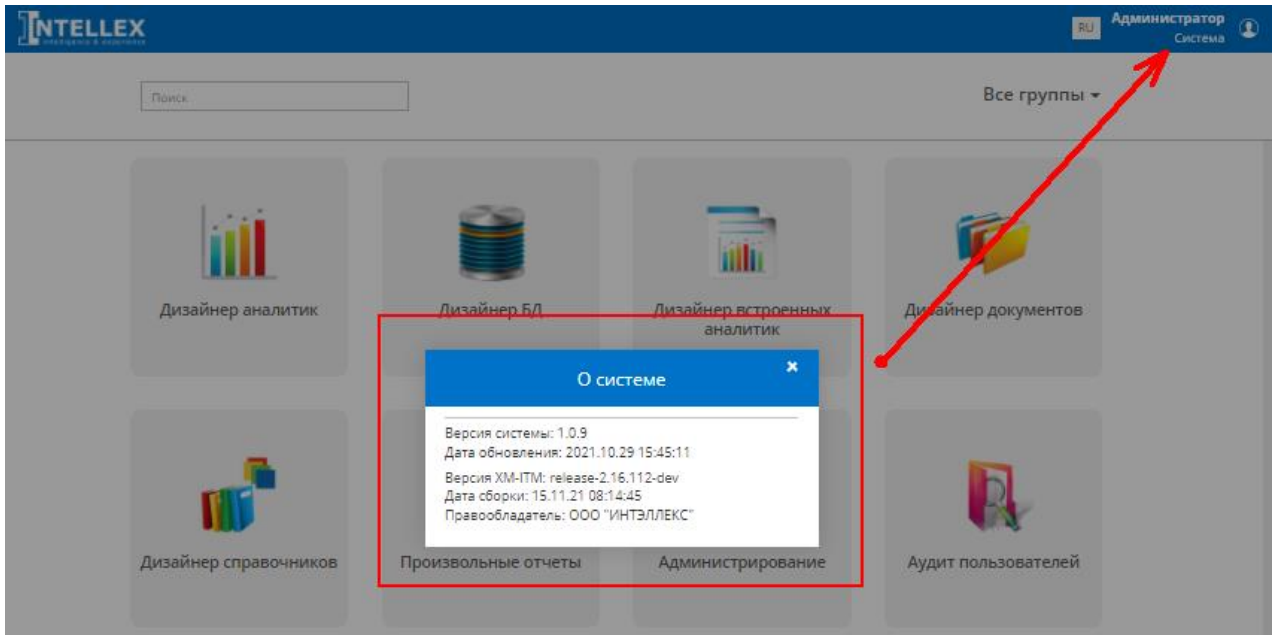 INTELLEX
RU
Администратор
Система
Поиск
Все группы
Дизайнер аналитик
Дизайнер БД
Дизайнер встроенных
аналитик
Дизайнер документов
О системе
Версия системы: 1.0.9
Дата обновления: 2021.10.29 15:45:11
Версия XM-ITM: release-2.16.112-dev
Дата сборки: 15.11.21 08:14:45
Правообладатель: ООО "ИНТЭЛЛЕКС"
Дизайнер справочников
Произвольные отчеты
Администрирование
Аудит пользователей